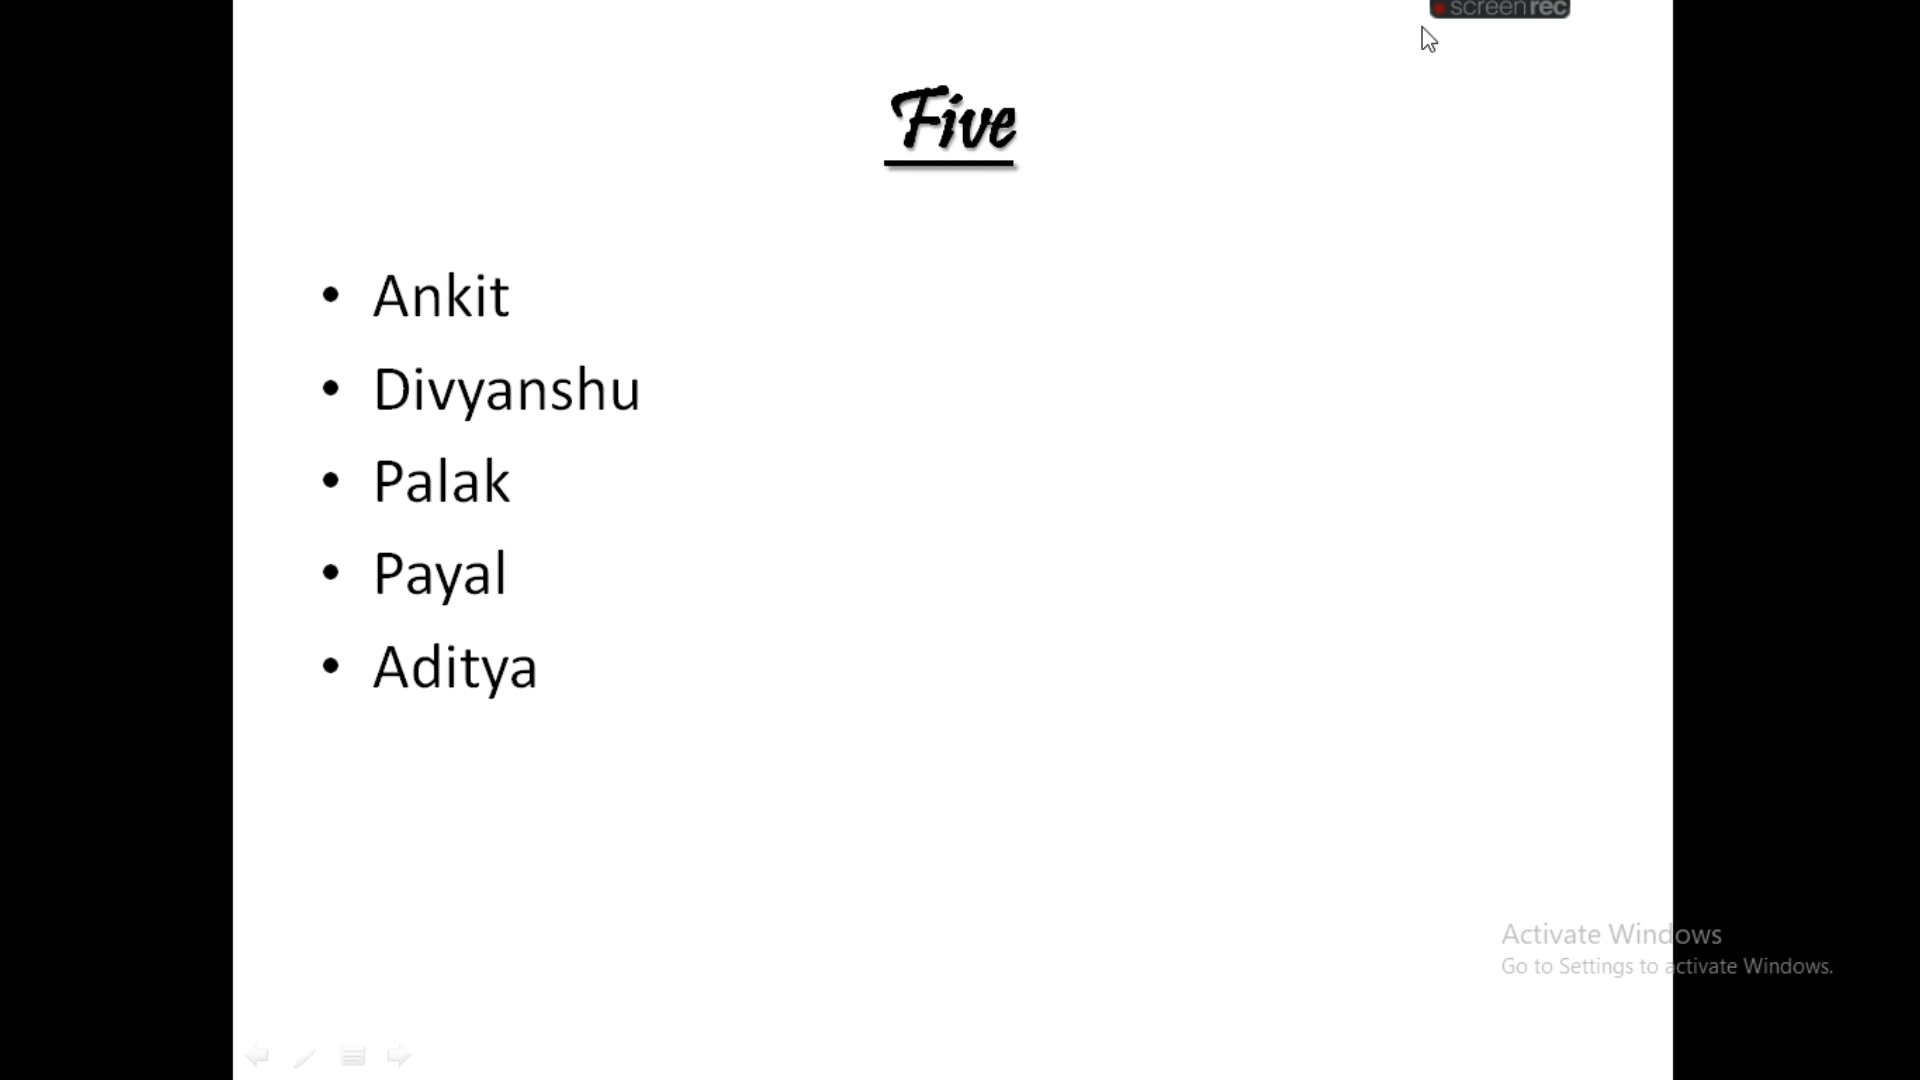 screenrec
Five
• Ankit
• Divyanshu
• Palak
• Payal
• Aditya
Activate Windows
Go to Settings to activate Windows.